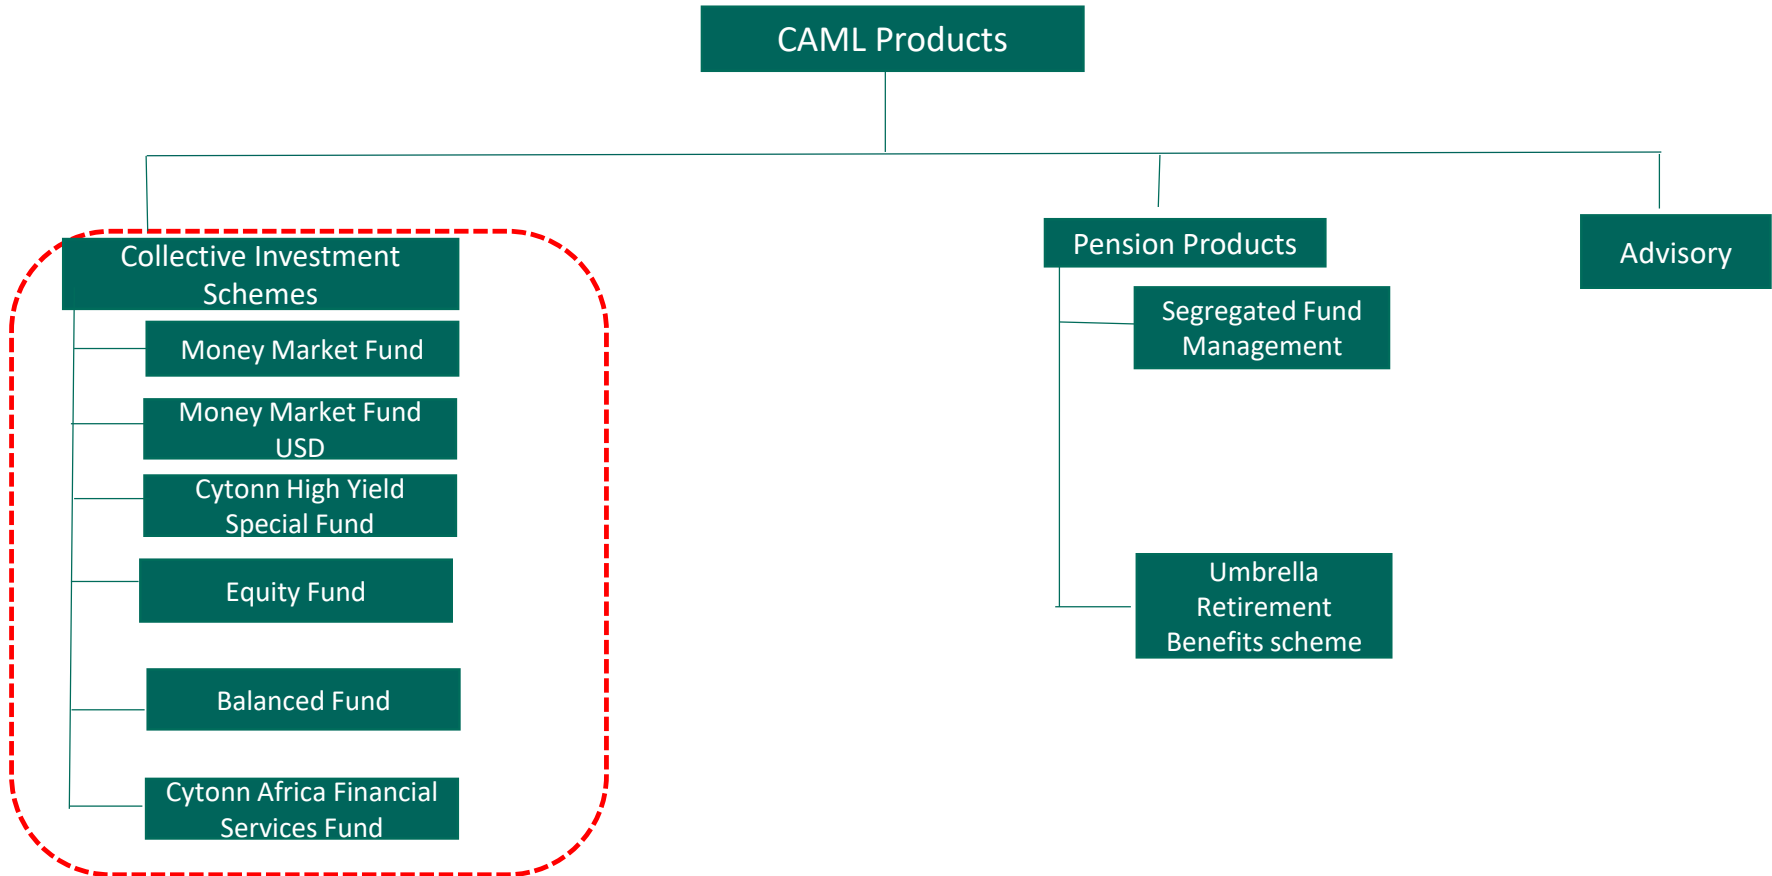 CAML Products
Collective Investment
Schemes
Money Market Fund
Money Market Fund
USD
Cytonn High Yield
Special Fund
Equity Fund
Balanced Fund
Cytonn Africa Financial
Services Fund
Pension Products
Segregated Fund
Management
Umbrella
Retirement
Benefits scheme
Advisory